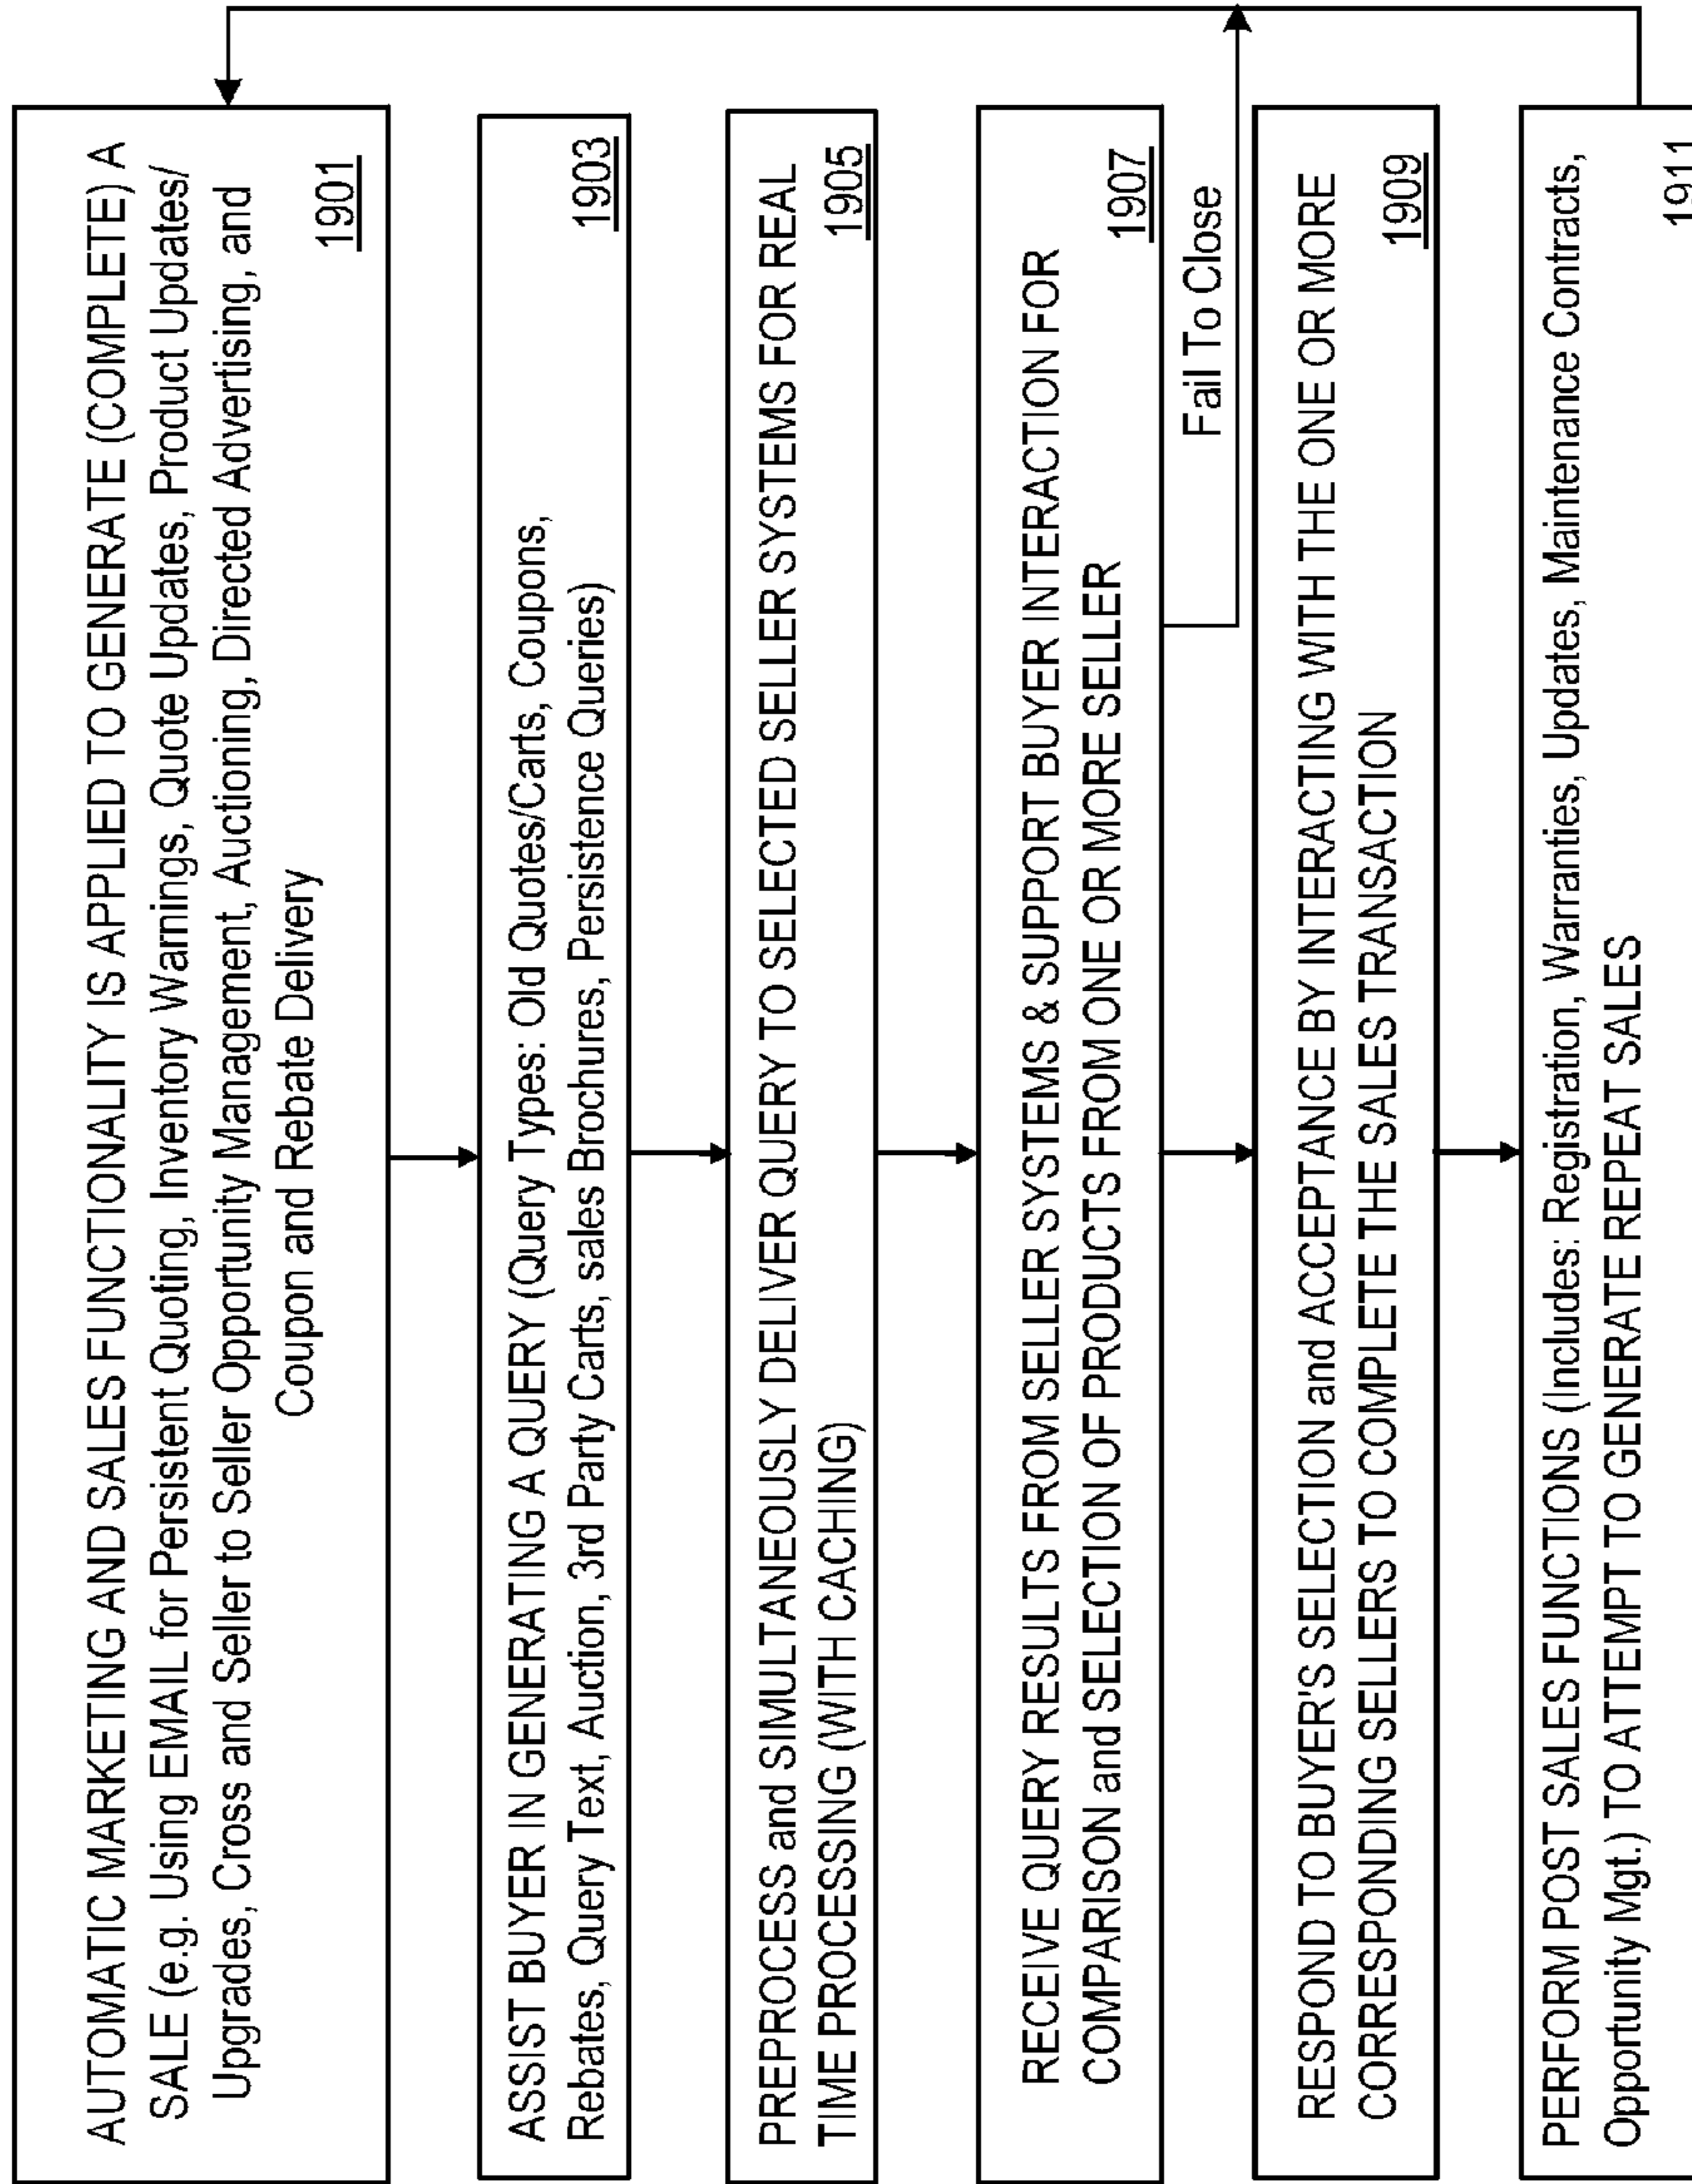 AUTOMATIC MARKETING AND SALES FUNCTIONALITY IS APPLIED TO GENERATE (COMPLETE) A
SALE (e.g. Using EMAIL for Persistent Quoting, Inventory Warnings, Quote Updates, Product Updates/
Upgrades, Cross and Seller to Seller Opportunity Management, Auctioning, Directed Advertising, and
Coupon and Rebate Delivery
1901
ASSIST BUYER IN GENERATING A QUERY (Query Types: Old Quotes/Carts, Coupons,
Rebates, Query Text, Auction, 3rd Party Carts, sales Brochures, Persistence Queries)
1903
PREPROCESS and SIMULTANEOUSLY DELIVER QUERY TO SELECTED SELLER SYSTEMS FOR REAL
TIME PROCESSING (WITH CACHING)
1905
RECEIVE QUERY RESULTS FROM SELLER SYSTEMS & SUPPORT BUYER INTERACTION FOR
COMPARISON and SELECTION OF PRODUCTS FROM ONE OR MORE SELLER
1907
Fail To Close
RESPOND TO BUYER'S SELECTION and ACCEPTANCE BY INTERACTING WITH THE ONE OR MORE
CORRESPONDING SELLERS TO COMPLETE THE SALES TRANSACTION
1909
PERFORM POST SALES FUNCTIONS (Includes: Registration, Warranties, Updates, Maintenance Contracts,
Opportunity Mgt.) TO ATTEMPT TO GENERATE REPEAT SALES
1911